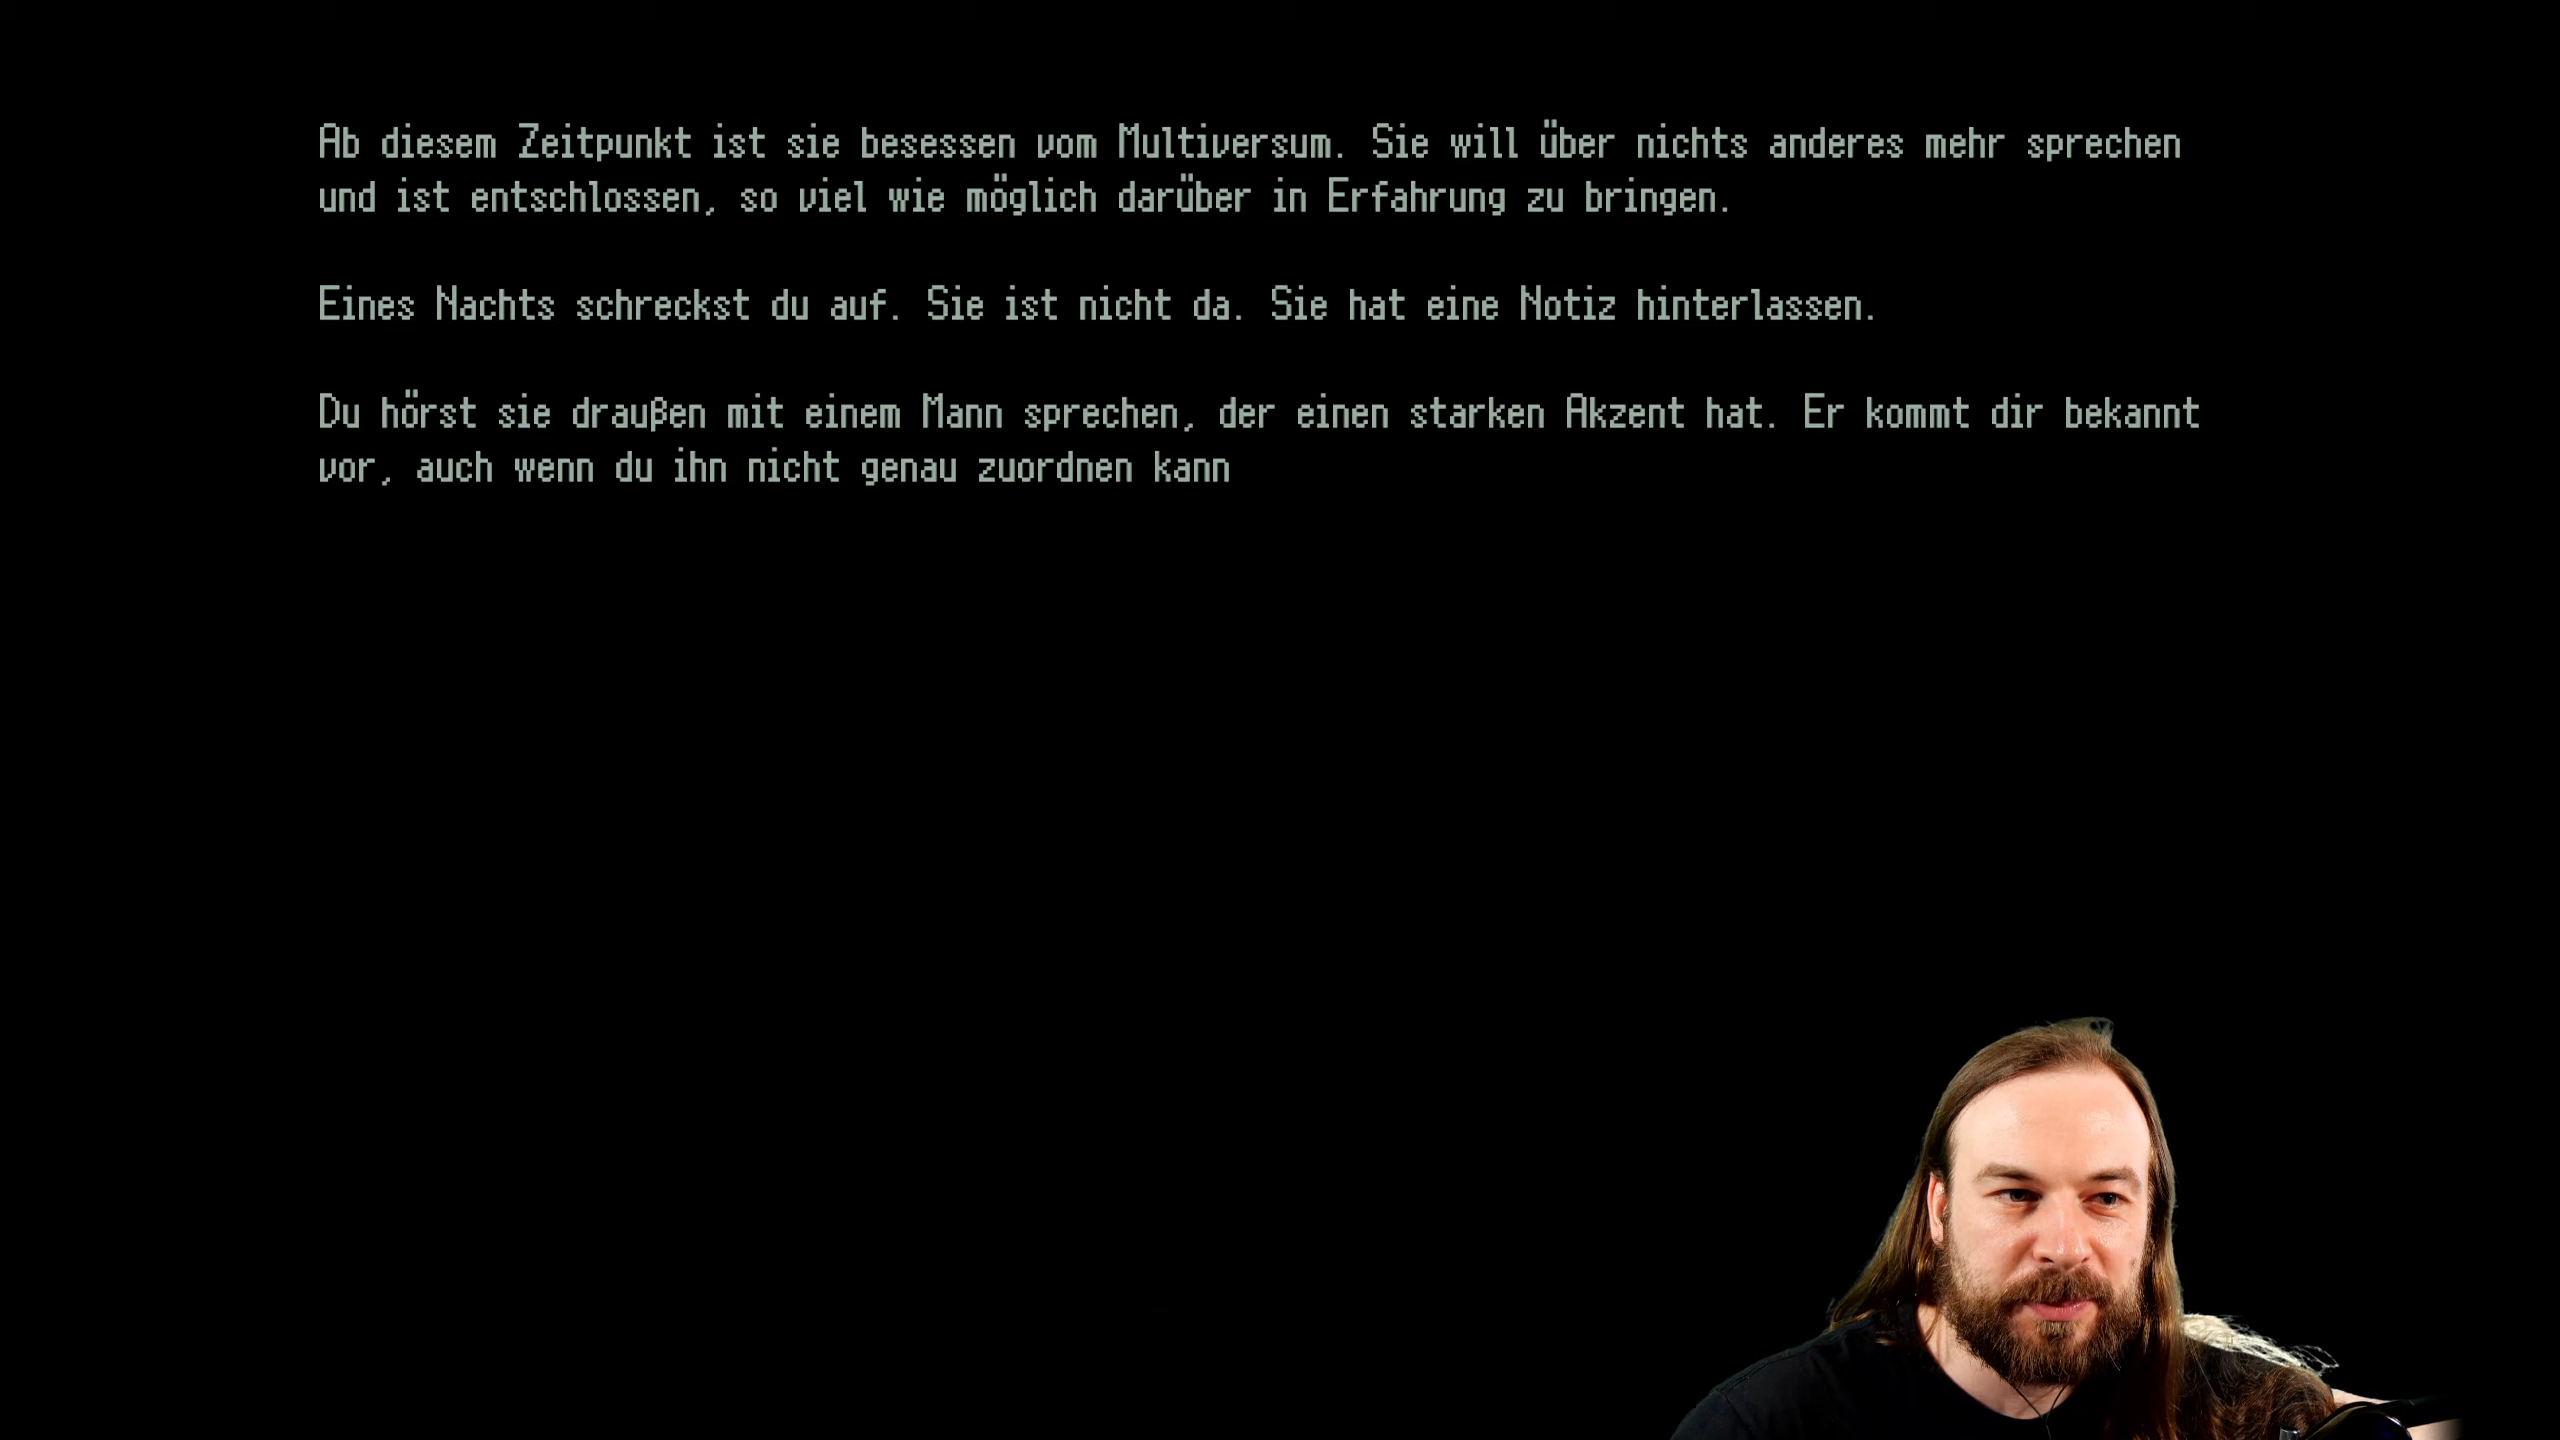 Ab diesem Zeitpunkt ist sie besessen vom Multiversum. Sie will über nichts anderes mehr sprechen
und ist entschlossen, so viel wie möglich darüber in Erfahrung zu bringen.
Eines Nachts schreckst du auf. Sie ist nicht da. Sie hat eine Notiz hinterlassen.
Du hörst sie draußen mit einem Mann sprechen, der einen starken Akzent hat. Er kommt dir bekannt
vor, auch wenn du ihn nicht genau zuordnen kann